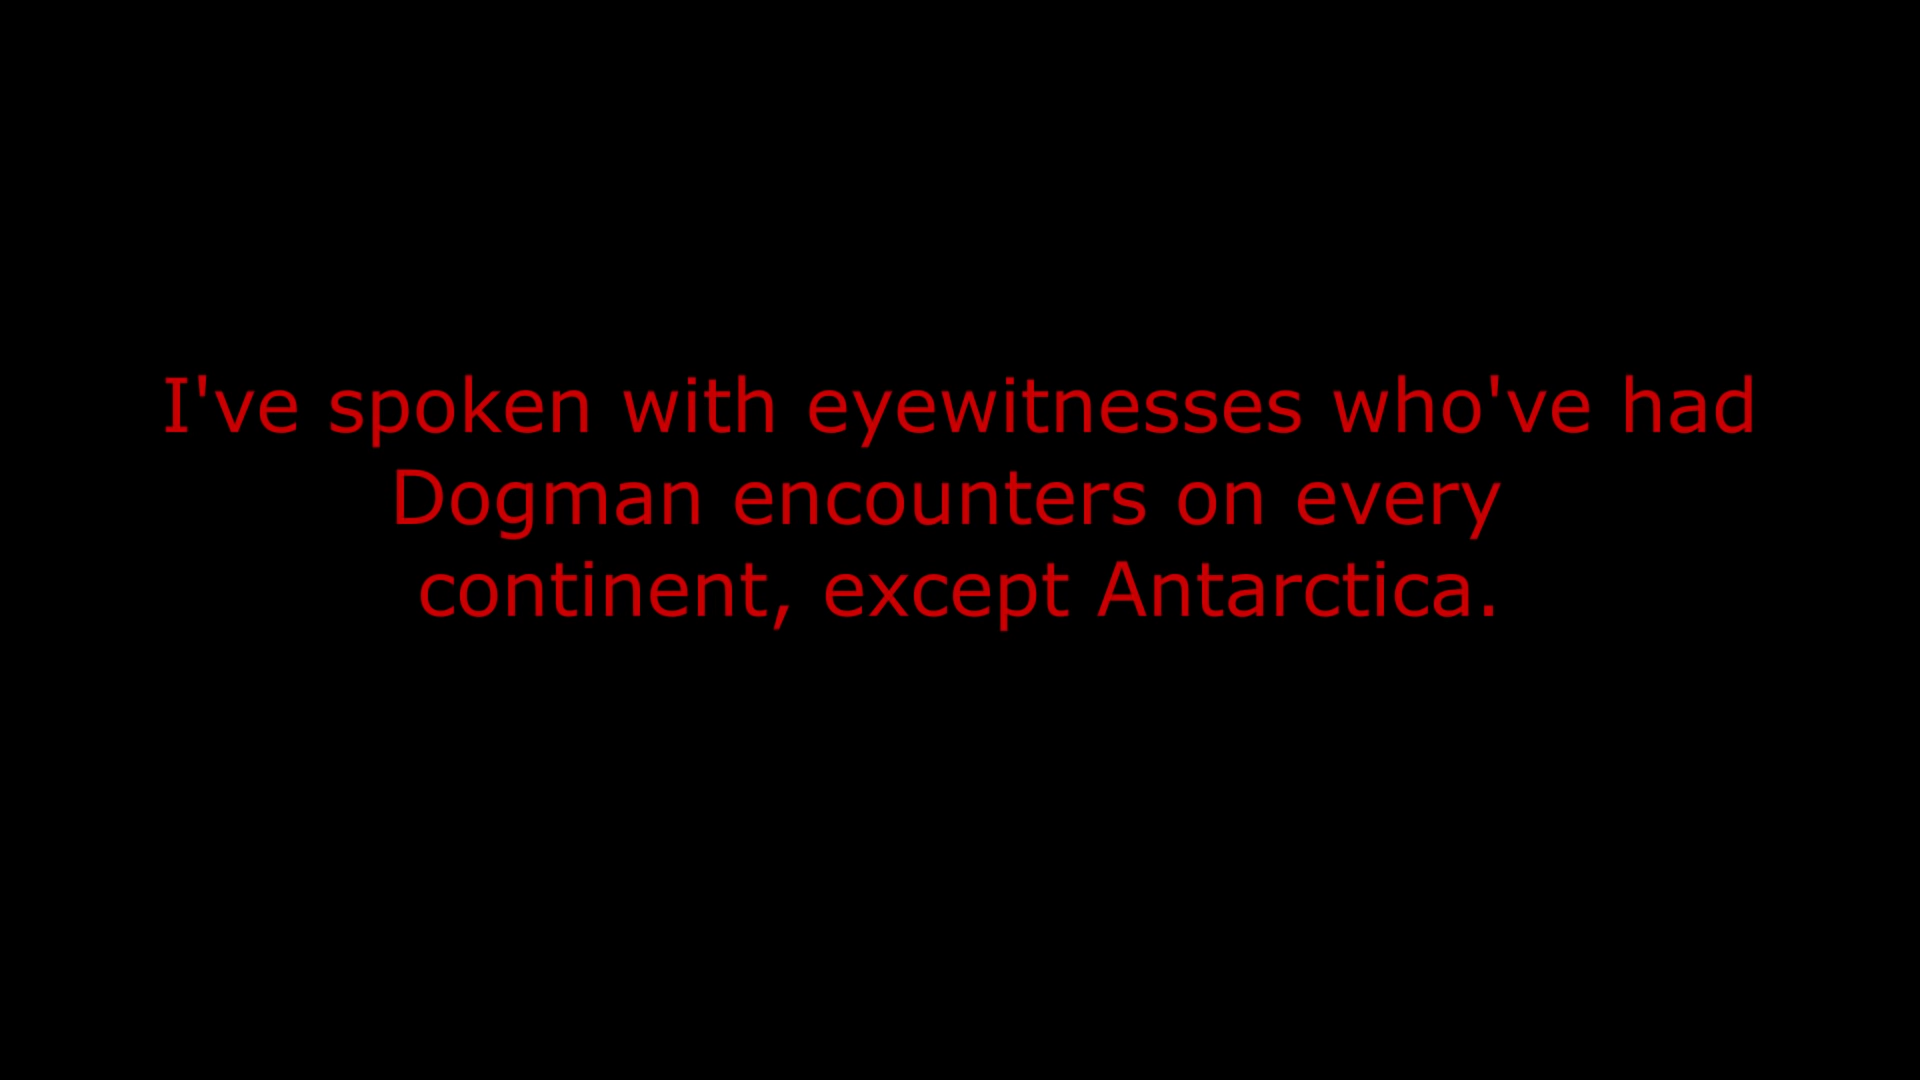 I've spoken with eyewitnesses who've had
Dogman encounters on every
continent, except Antarctica.